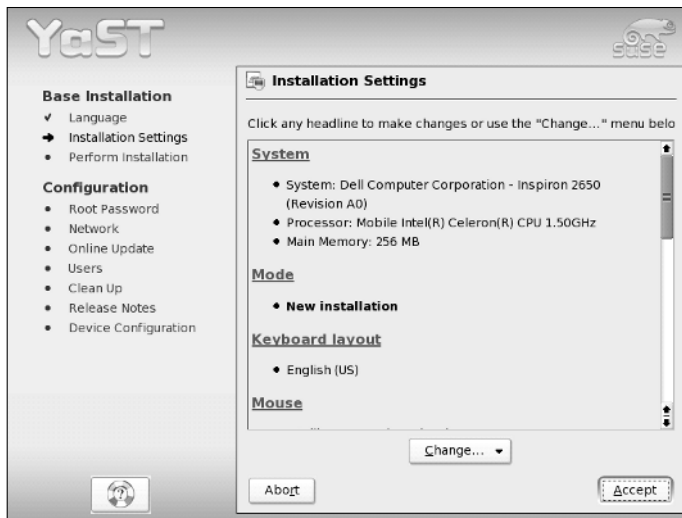 YaST
suse
Base Installation
Language
Installation Settings
Perform Installation
Configuration
Root Password
Network
Online Update
Users
Clean Up
Release Notes
Device Configuration
Installation Settings
Click any headline to make changes or use the "Change..." menu belo
System
System: Dell Computer Corporation - Inspiron 2650
(Revision A0)
Processor: Mobile Intel(R) Celeron(R) CPU 1.50GHz
Main Memory: 256 MB
Mode
New installation
Keyboard layout
English (US)
Mouse
Change...
Abort
Accept